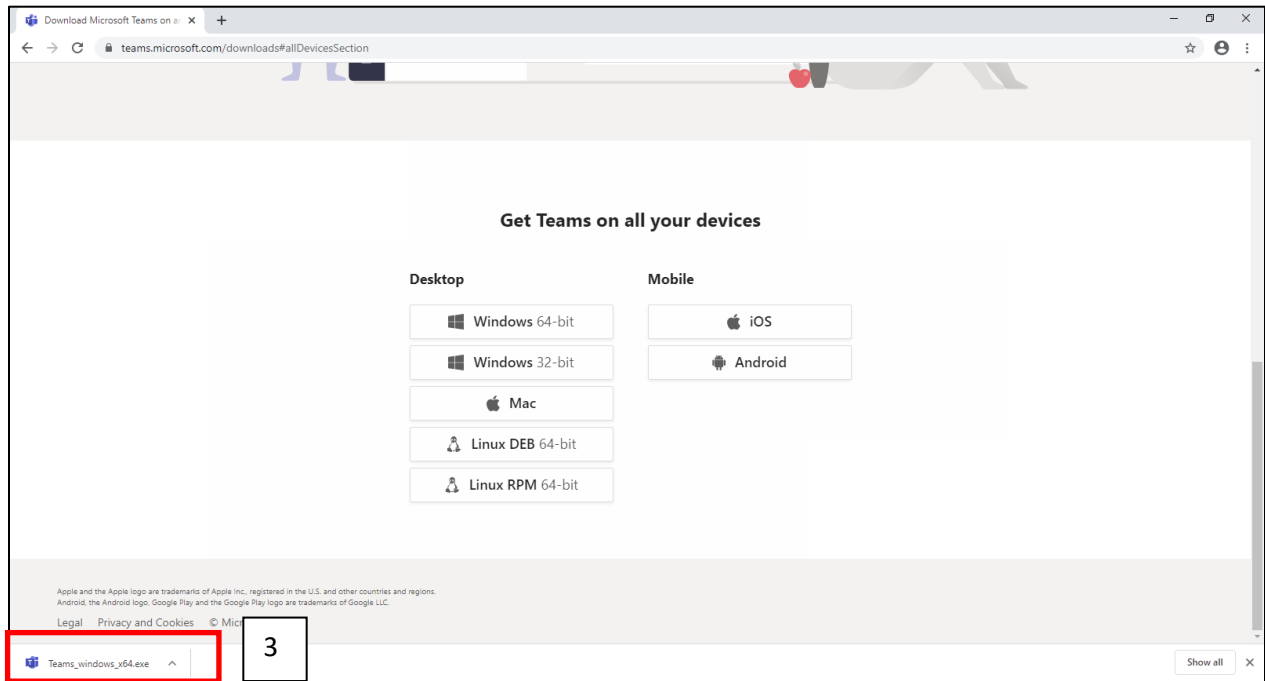 Download Microsoft Teams on a
teams.microsoft.com/downloads#allDevicesSection
Get Teams on all your devices
Desktop
Mobile
Windows 64-bit
iOS
Windows 32-bit
Android
Mac
Linux DEB 64-bit
Linux RPM 64-bit
Apple and the Apple logo are trademarks of Apple Inc., registered in the U.S. and other countries and regions.
Android, the Android logo, Google Play and the Google Play logo are trademarks of Google LLC.
Legal Privacy and Cookies © Mic
3
Teams_windows_x64.exe
Show all